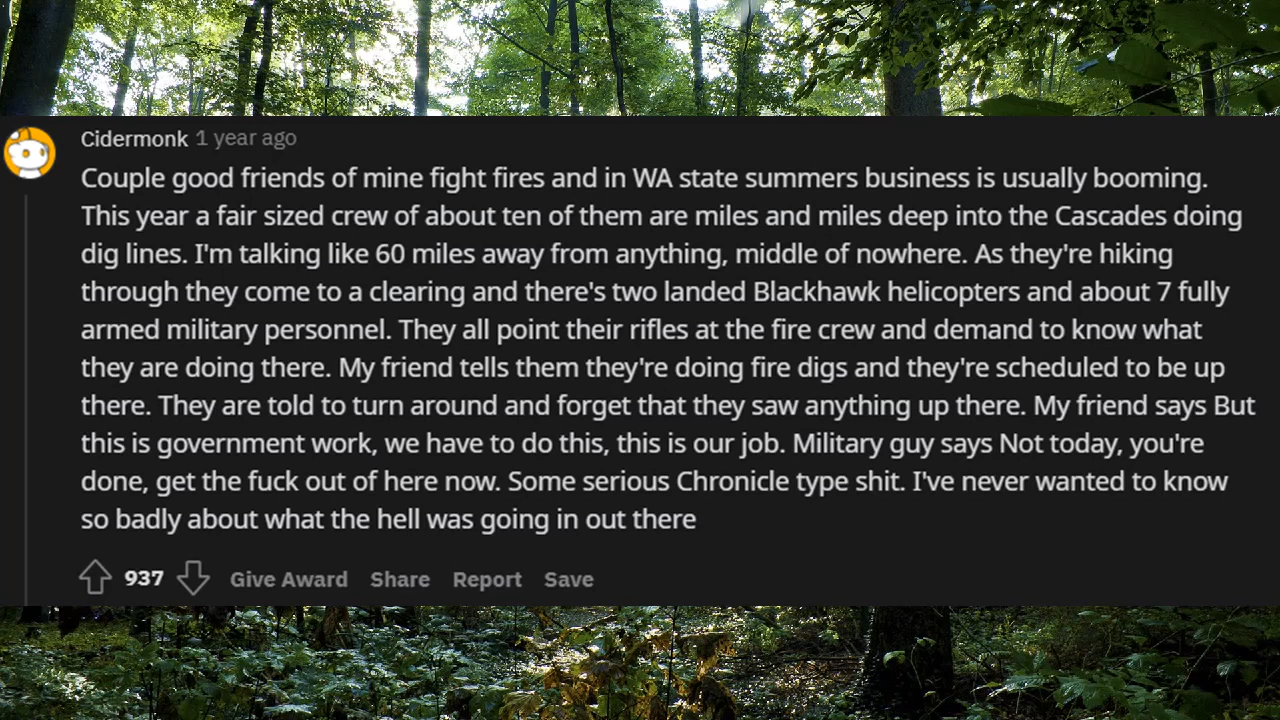 Cidermonk 1 year ago
Couple good friends of mine fight fires and in WA state summers business is usually booming.
This year a fair sized crew of about ten of them are miles and miles deep into the Cascades doing
dig lines. I'm talking like 60 miles away from anything, middle of nowhere. As they're hiking
through they come to a clearing and there's two landed Blackhawk helicopters and about 7 fully
armed military personnel. They all point their rifles at the fire crew and demand to know what
they are doing there. My friend tells them they're doing fire digs and they're scheduled to be up
there. They are told to turn around and forget that they saw anything up there. My friend says But
this is government work, we have to do this, this is our job. Military guy says Not today, you're
done, get the fuck out of here now. Some serious Chronicle type shit. I've never wanted to know
so badly about what the hell was going in out there
937 Give Award Share Report Save